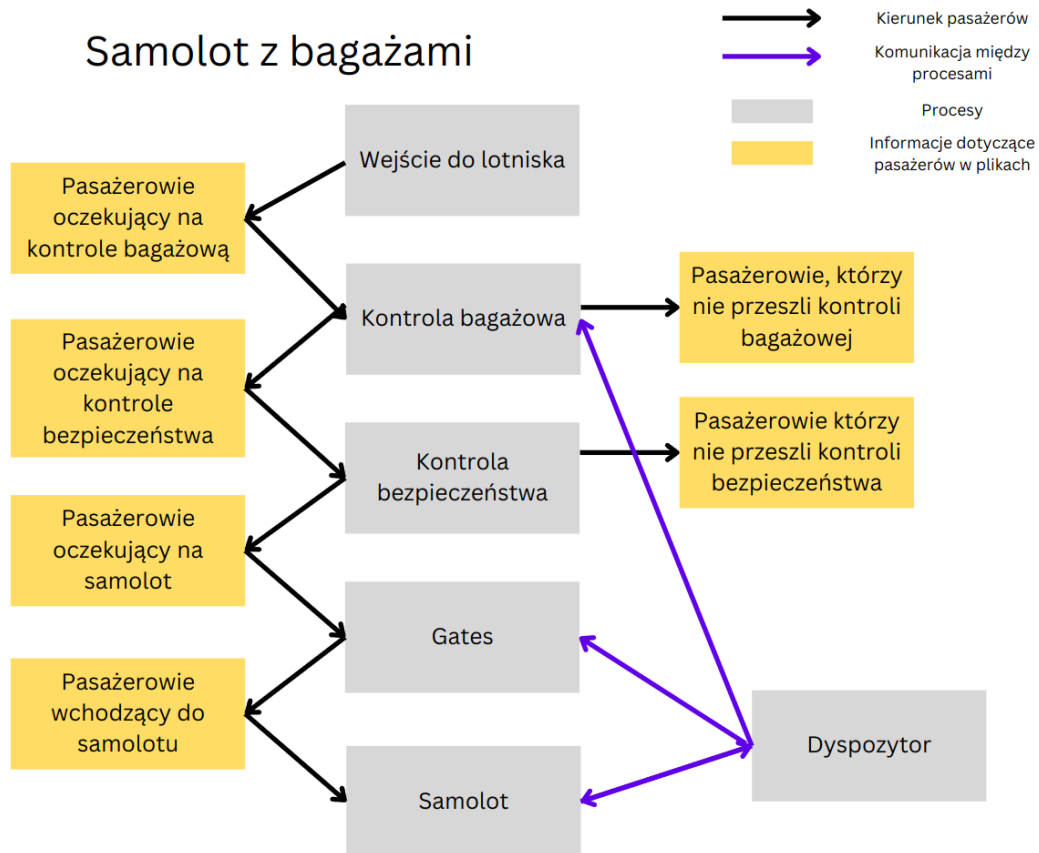 Samolot z bagażami
Kierunek pasażerów
Komunikacja między
procesami
Procesy
Informacje dotyczące
pasażerów w plikach
Wejście do lotniska
Pasażerowie
oczekujący na
kontrole bagażową
Kontrola bagażowa
Pasażerowie, którzy
nie przeszli kontroli
bagażowej
Pasażerowie
oczekujący na
kontrole
bezpieczeństwa
Kontrola
bezpieczeństwa
Pasażerowie którzy
nie przeszli kontroli
bezpieczeństwa
Pasażerowie
oczekujący na
samolot
Gates
Pasażerowie
wchodzący do
samolotu
Dyspozytor
Samolot